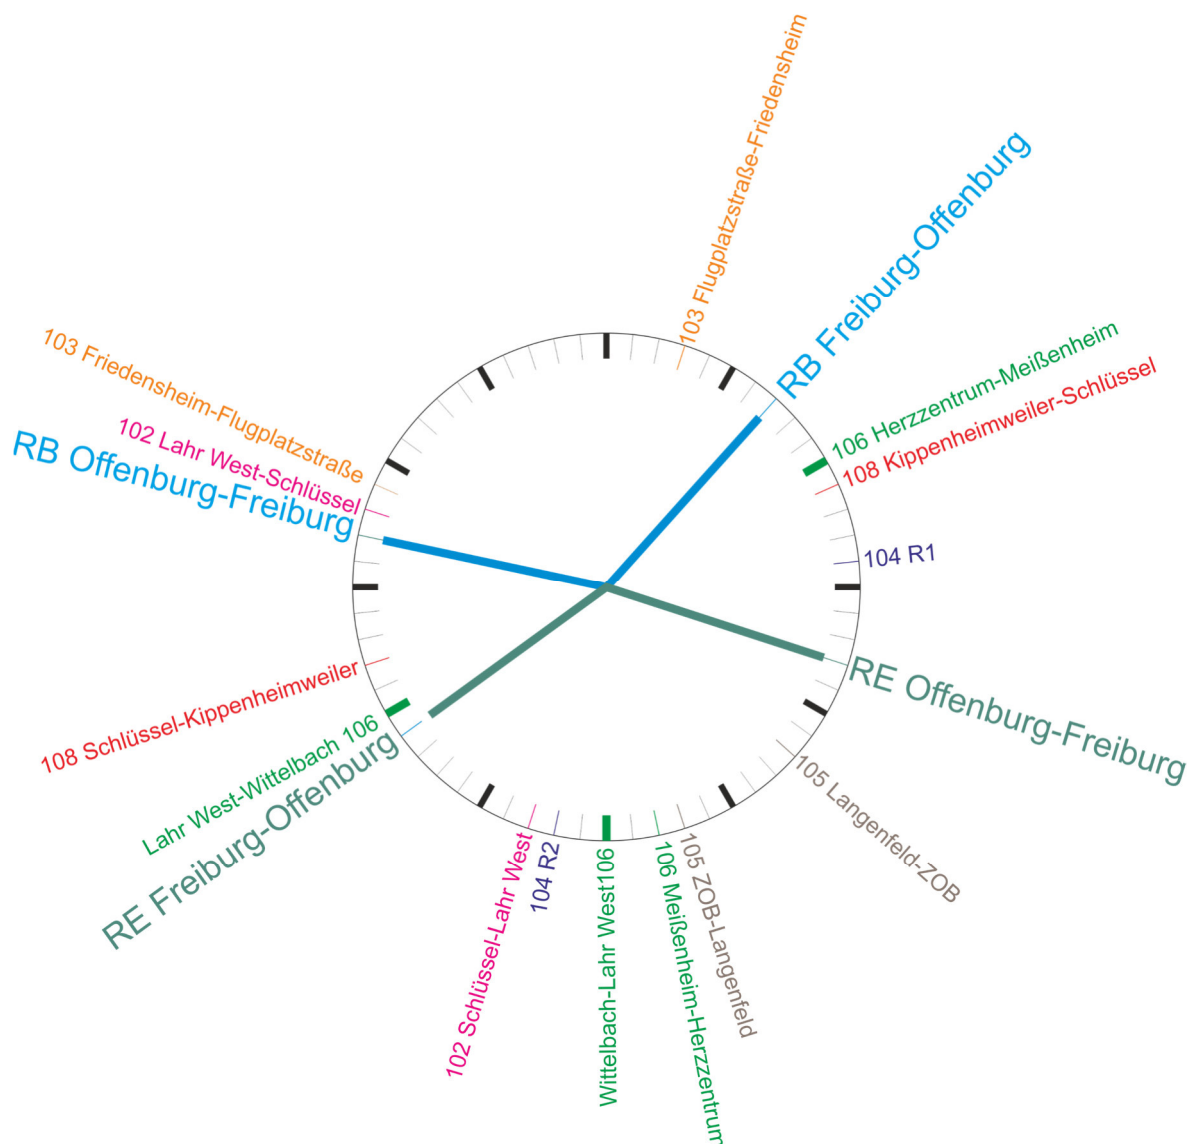 103 Flugplatzstraße-Friedensheim
RB Freiburg-Offenburg
106 Herzzentrum-Meißenheim
108 Kippenheimweiler-Schlüssel
104 R1
RE Offenburg-Freiburg
105 Langenfeld-ZOB
105 ZOB-Langenfeld
106 Meißenheim-Herzzentrum
Wittelbach-Lahr West106
104 R2
102 Schlüssel-Lahr West
RE Freiburg-Offenburg
Lahr West-Wittelbach 106
108 Schlüssel-Kippenheimweiler
RB Offenburg-Freiburg
102 Lahr West-Schlüssel
103 Friedensheim-Flugplatzstraße